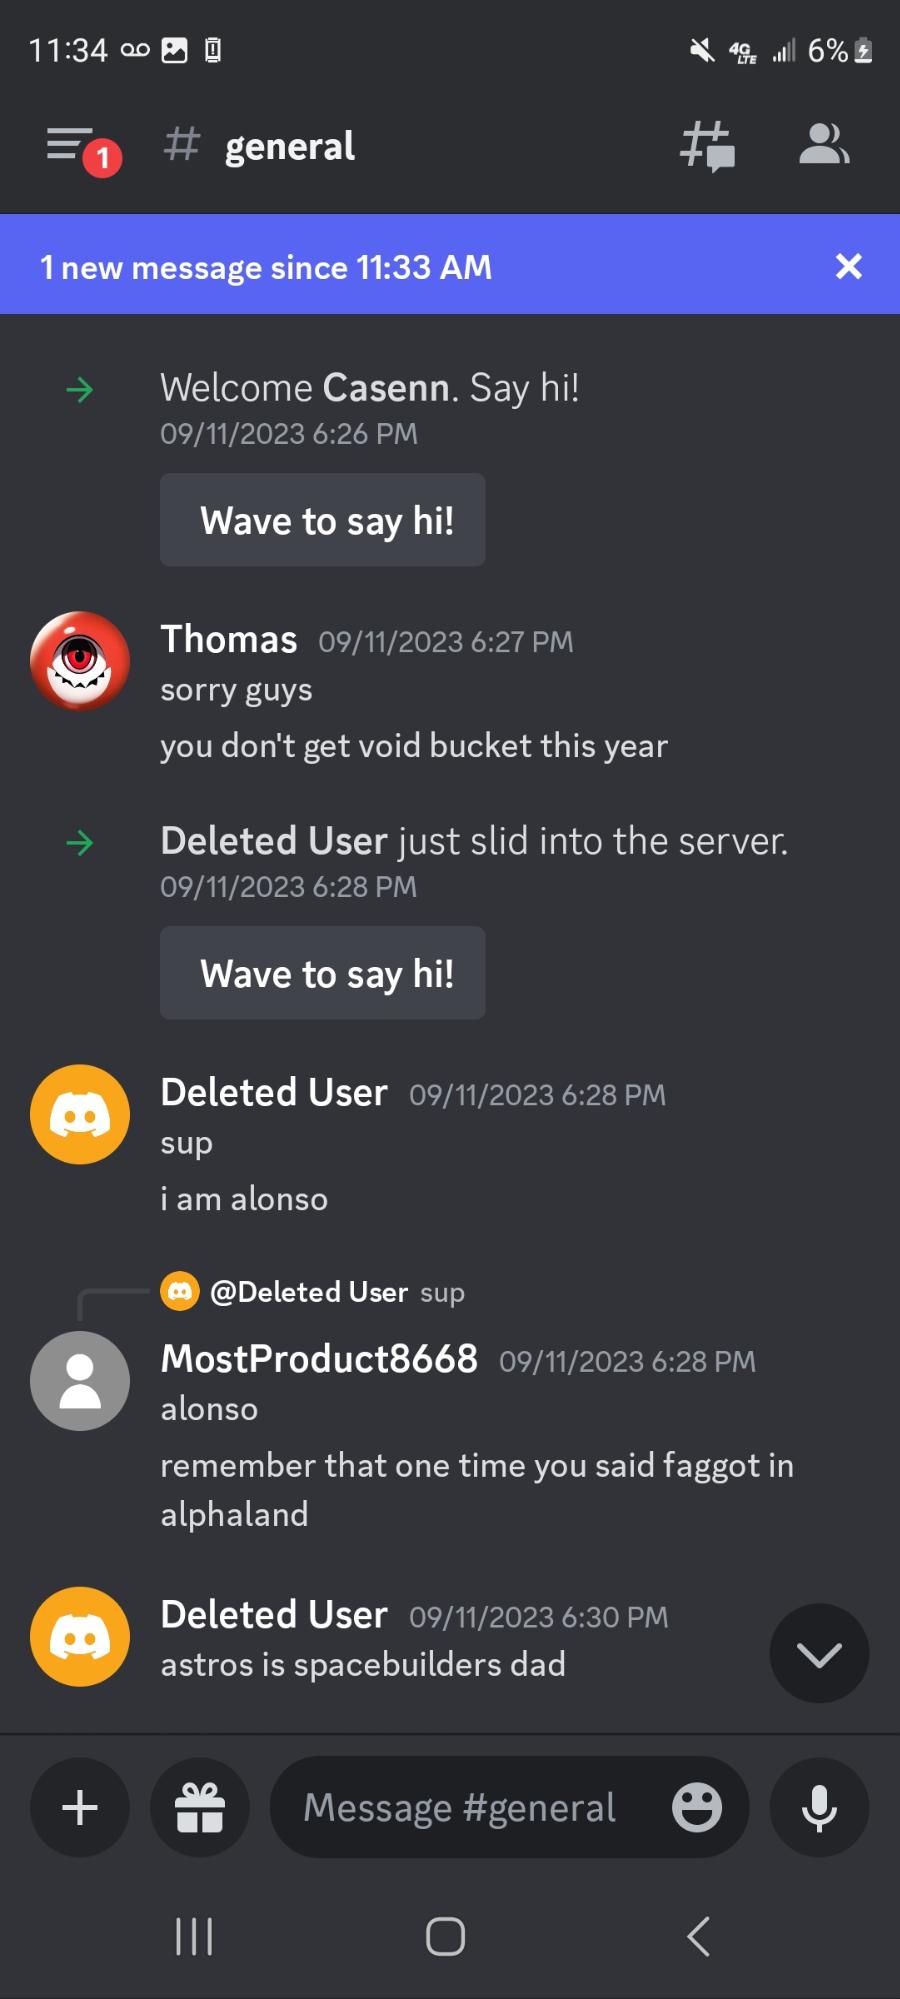 11:34
4G LTE 6%
1 # general
1 new message since 11:33 AM
Welcome Casenn. Say hi!
09/11/2023 6:26 PM
Wave to say hi!
Thomas 09/11/2023 6:27 PM
sorry guys
you don't get void bucket this year
Deleted User just slid into the server.
09/11/2023 6:28 PM
Wave to say hi!
Deleted User 09/11/2023 6:28 PM
sup
i am alonso
@Deleted User sup
MostProduct8668 09/11/2023 6:28 PM
alonso
remember that one time you said faggot in
alphaland
Deleted User 09/11/2023 6:30 PM
astros is spacebuilders dad
Message #general